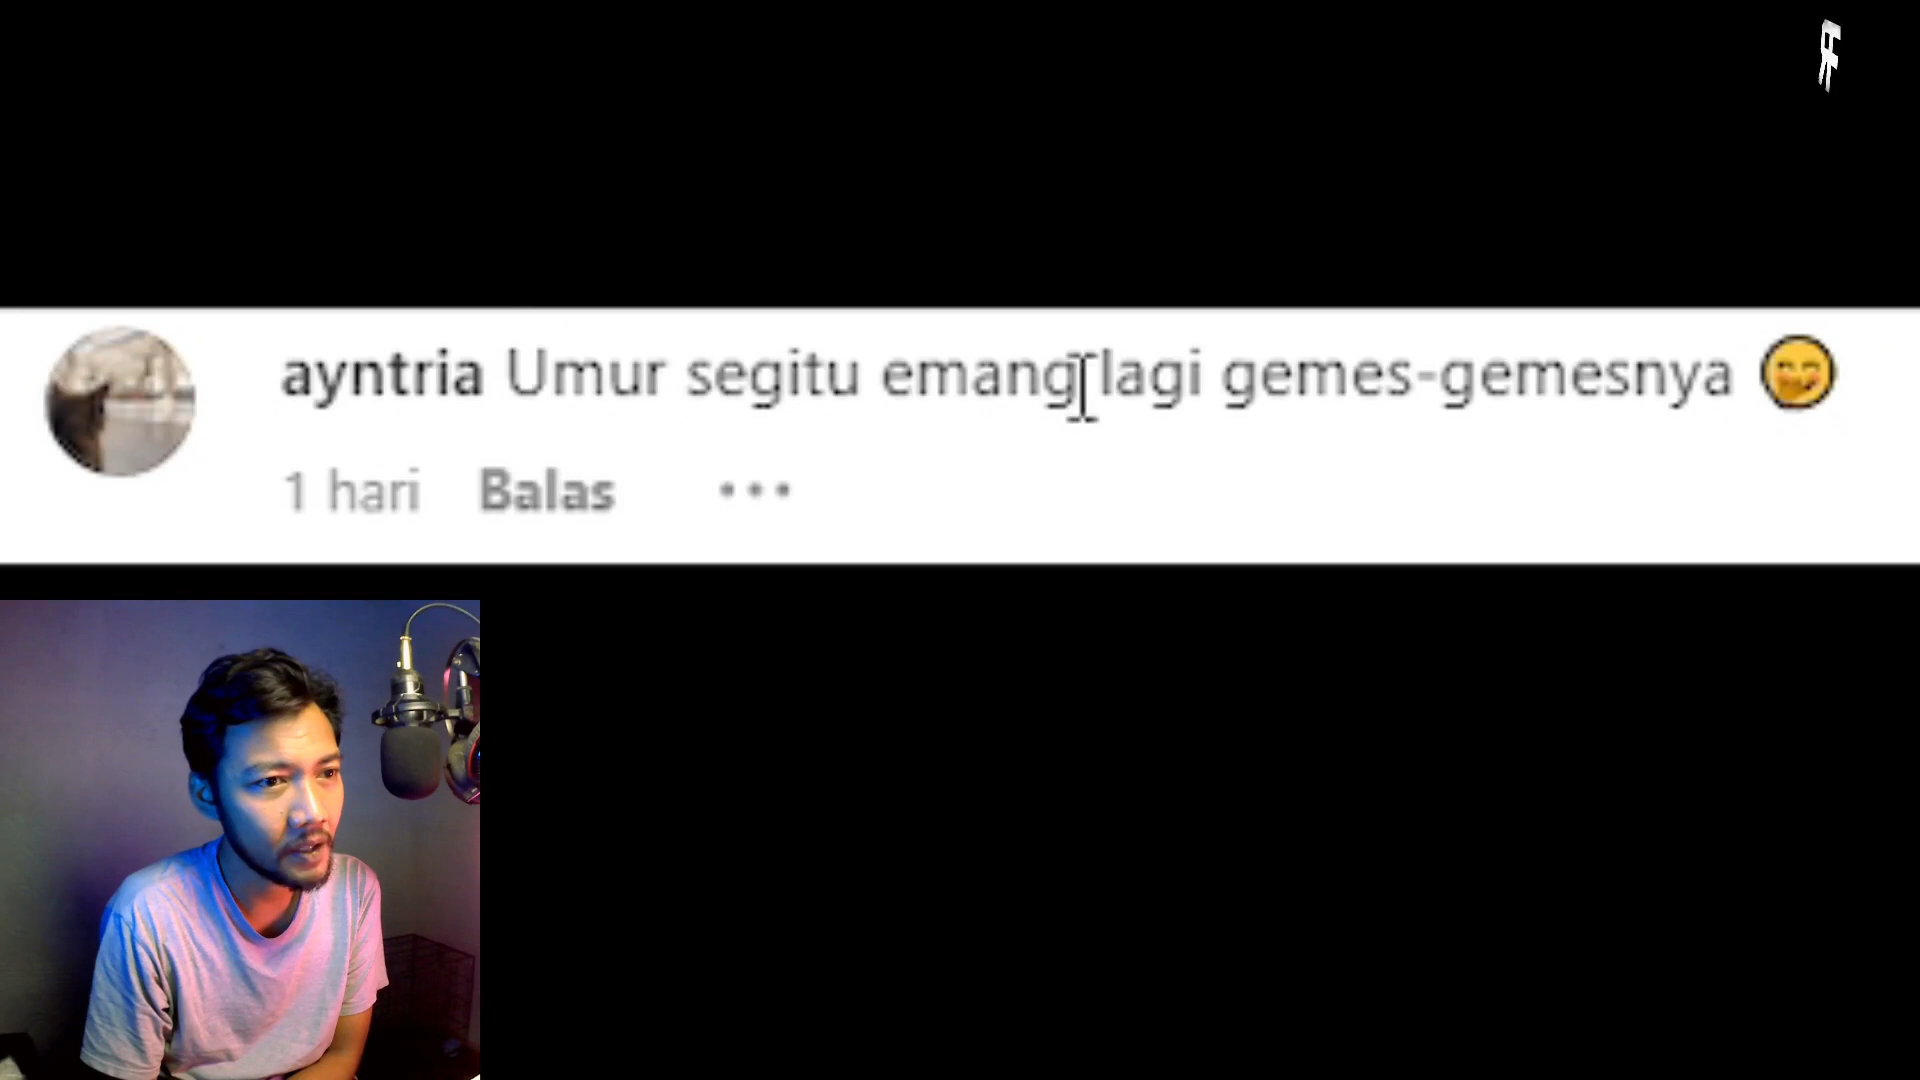 ayntria Umur segitu emang lagi gemes-gemesnya 😄
1 hari Balas •••